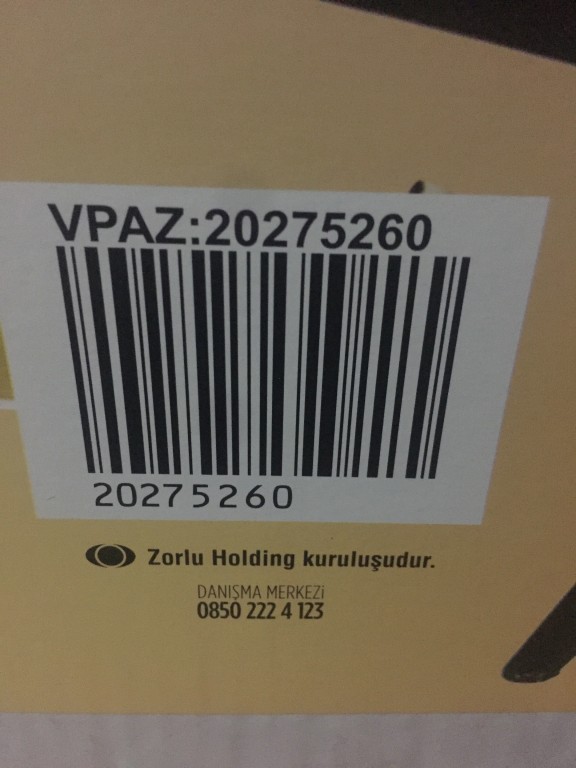 VPAZ:20275260
20275260
Zorlu Holding kuruluşudur.
DANIŞMA MERKEZi
0850 222 4 123